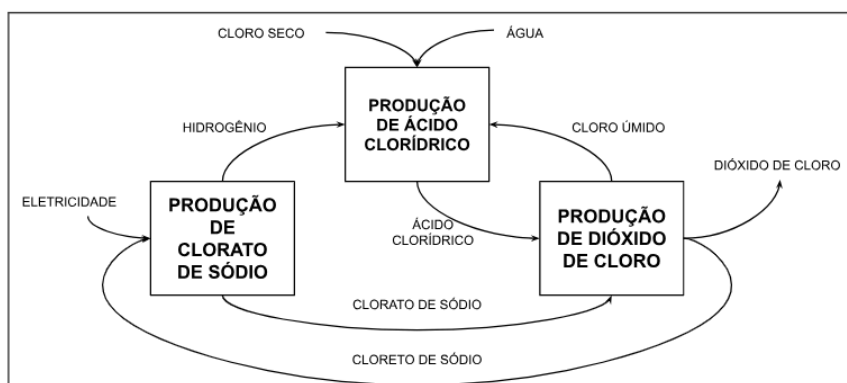 CLORO SECO
ÁGUA
PRODUÇÃO
DE ÁCIDO
CLORÍDRICO
HIDROGÊNIO
CLORO ÚMIDO
DIÓXIDO DE CLORO
ELETRICIDADE
PRODUÇÃO
DE
CLORATO
DE SÓDIO
ÁCIDO
CLORÍDRICO
PRODUÇÃO
DE DIÓXIDO
DE CLORO
CLORATO DE SÓDIO
CLORETO DE SÓDIO